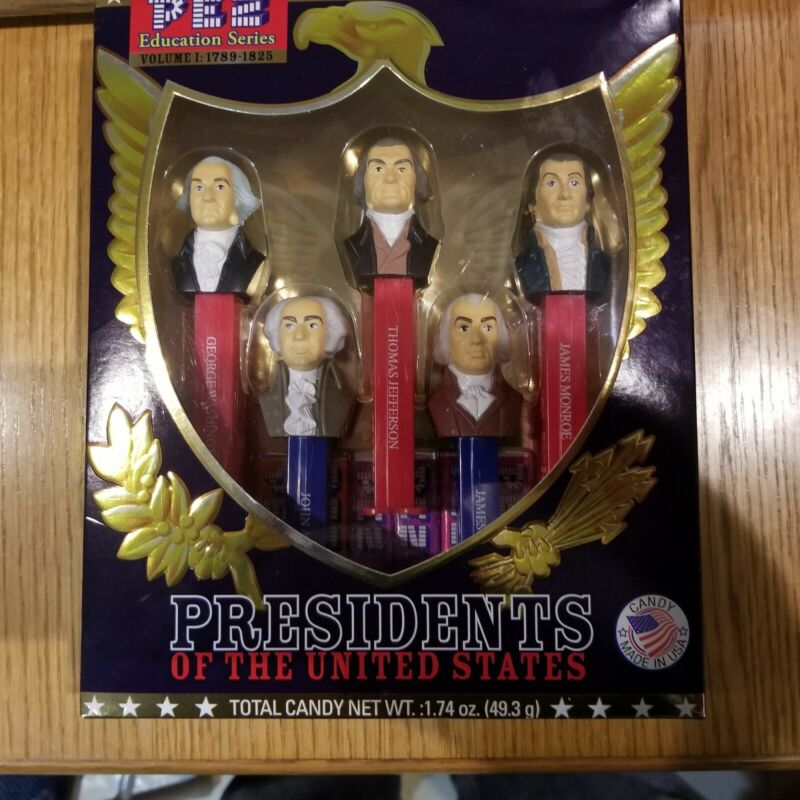 PEZ
Education Series
VOLUME I: 1789-1825
GEORGE
JOHN
THOMAS JEFFERSON
JAMES
JAMES MONROE
PRESIDENTS
OF THE UNITED STATES
CANDY
MADE IN USA
TOTAL CANDY NET WT. :1.74 oz. (49.3 g)